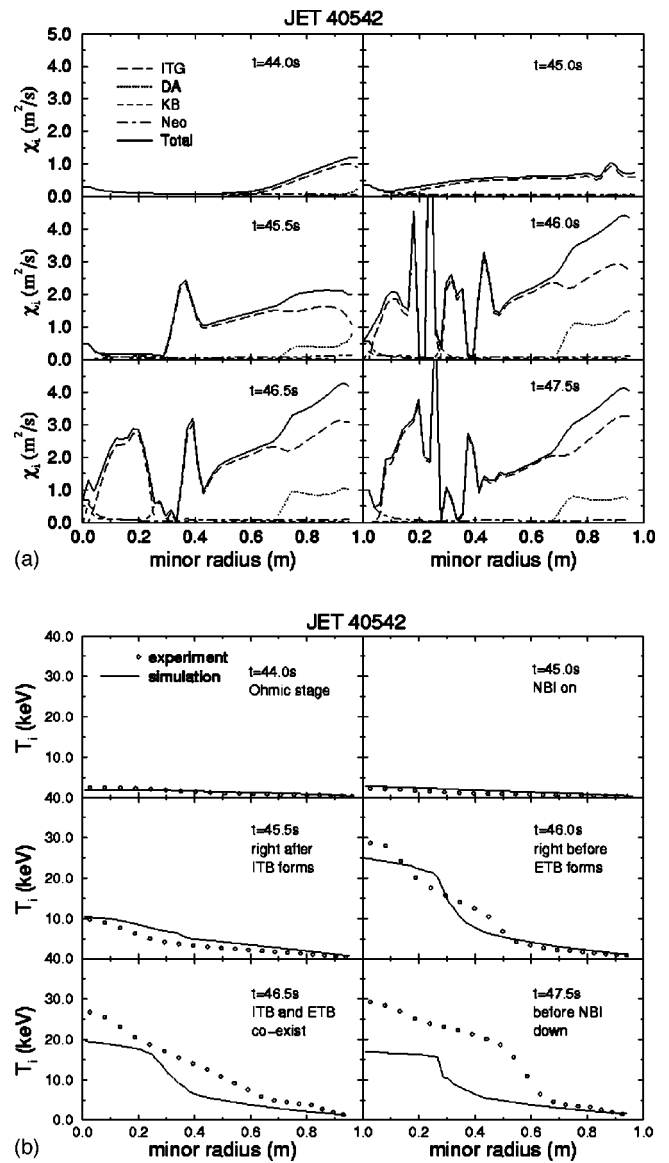 JET 40542
5.0
4.0
3.0
2.0
1.0
0.0
χi (m²/s)
ITG
DA
KB
Neo
Total
t=44.0s
t=45.0s
4.0
3.0
2.0
1.0
0.0
χi (m²/s)
t=45.5s
t=46.0s
4.0
3.0
2.0
1.0
0.0
χi (m²/s)
t=46.5s
t=47.5s
0.0 0.2 0.4 0.6 0.8 0.0 0.2 0.4 0.6 0.8 1.0
(a) minor radius (m) minor radius (m)
JET 40542
40.0
30.0
20.0
10.0
Ti (keV)
experiment
simulation
t=44.0s
Ohmic stage
t=45.0s
NBI on
40.0
30.0
20.0
10.0
Ti (keV)
t=45.5s
right after
ITB forms
t=46.0s
right before
ETB forms
40.0
30.0
20.0
10.0
0.0
Ti (keV)
t=46.5s
ITB and ETB
co-exist
t=47.5s
before NBI
down
0.0 0.2 0.4 0.6 0.8 0.0 0.2 0.4 0.6 0.8 1.0
(b) minor radius (m) minor radius (m)